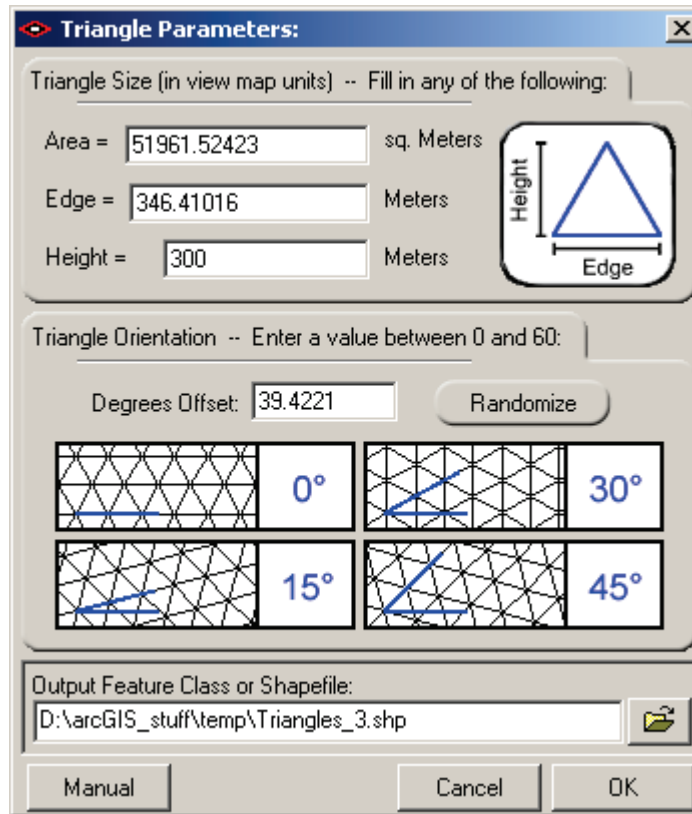 Triangle Parameters:
Triangle Size (in view map units) -- Fill in any of the following:
Area = 51961.52423 sq. Meters
Edge = 346.41016 Meters
Height = 300 Meters
Height
Edge
Triangle Orientation -- Enter a value between 0 and 60:
Degrees Offset: 39.4221 Randomize
0° 30°
15° 45°
Output Feature Class or Shapefile:
D:\arcGIS_stuff\temp\Triangles_3.shp
Manual Cancel OK